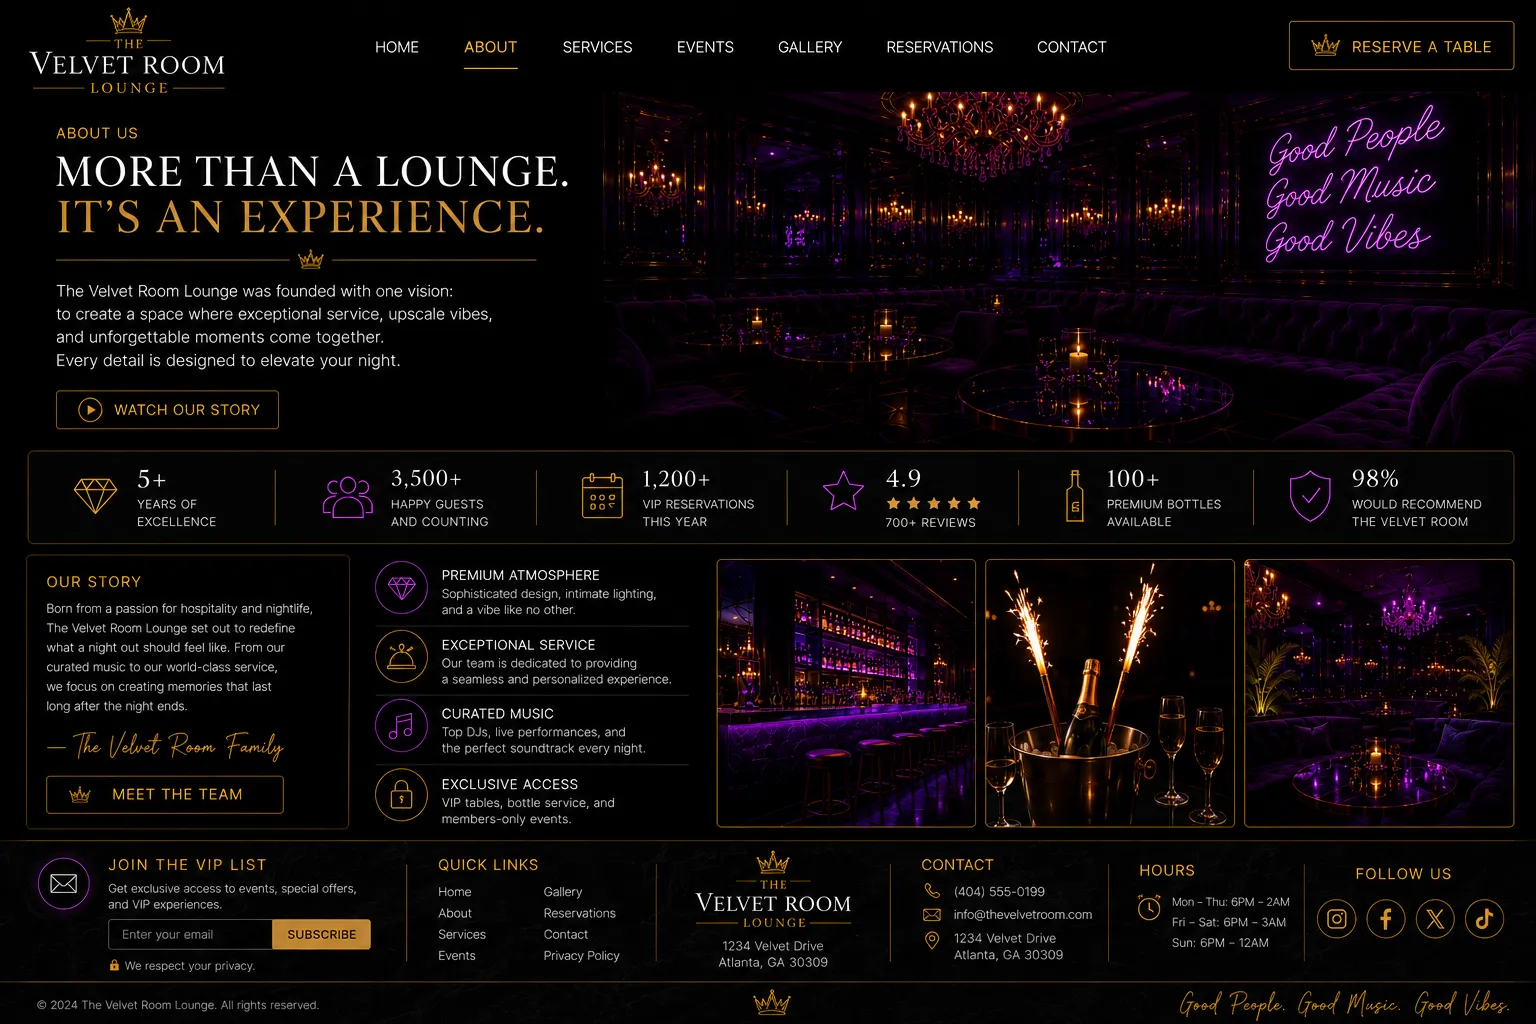 THE
VELVET ROOM
LOUNGE
HOME
ABOUT
SERVICES
EVENTS
GALLERY
RESERVATIONS
CONTACT
RESERVE A TABLE
ABOUT US
MORE THAN A LOUNGE.
IT'S AN EXPERIENCE.
The Velvet Room Lounge was founded with one vision:
to create a space where exceptional service, upscale vibes,
and unforgettable moments come together.
Every detail is designed to elevate your night.
WATCH OUR STORY
Good People
Good Music
Good Vibes
5+
YEARS OF
EXCELLENCE
3,500+
HAPPY GUESTS
AND COUNTING
1,200+
VIP RESERVATIONS
THIS YEAR
4.9
700+ REVIEWS
100+
PREMIUM BOTTLES
AVAILABLE
98%
WOULD RECOMMEND
THE VELVET ROOM
OUR STORY
Born from a passion for hospitality and nightlife,
The Velvet Room Lounge set out to redefine
what a night out should feel like. From our
curated music to our world-class service,
we focus on creating memories that last
long after the night ends.
— The Velvet Room Family
MEET THE TEAM
PREMIUM ATMOSPHERE
Sophisticated design, intimate lighting,
and a vibe like no other.
EXCEPTIONAL SERVICE
Our team is dedicated to providing
a seamless and personalized experience.
CURATED MUSIC
Top DJs, live performances, and
the perfect soundtrack every night.
EXCLUSIVE ACCESS
VIP tables, bottle service, and
members-only events.
JOIN THE VIP LIST
Get exclusive access to events, special offers,
and VIP experiences.
Enter your email
SUBSCRIBE
We respect your privacy.
QUICK LINKS
Home
About
Services
Events
Gallery
Reservations
Contact
Privacy Policy
THE
VELVET ROOM
LOUNGE
1234 Velvet Drive
Atlanta, GA 30309
CONTACT
(404) 555-0199
info@thevelvetroom.com
1234 Velvet Drive
Atlanta, GA 30309
HOURS
Mon - Thu: 6PM - 2AM
Fri - Sat: 6PM - 3AM
Sun: 6PM - 12AM
FOLLOW US
© 2024 The Velvet Room Lounge. All rights reserved.
Good People. Good Music. Good Vibes.